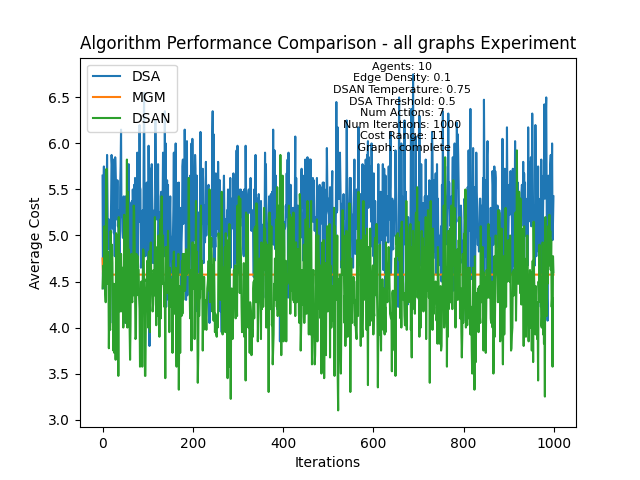 Algorithm Performance Comparison - all graphs Experiment
DSA
MGM
DSAN
Agents: 10
Edge Density: 0.1
DSAN Temperature: 0.75
DSA Threshold: 0.5
Num Actions: 7
Num Iterations: 1000
Cost Range: 11
Graph: complete
Average Cost
6.5
6.0
5.5
5.0
4.5
4.0
3.5
3.0
0
200
400
600
800
1000
Iterations